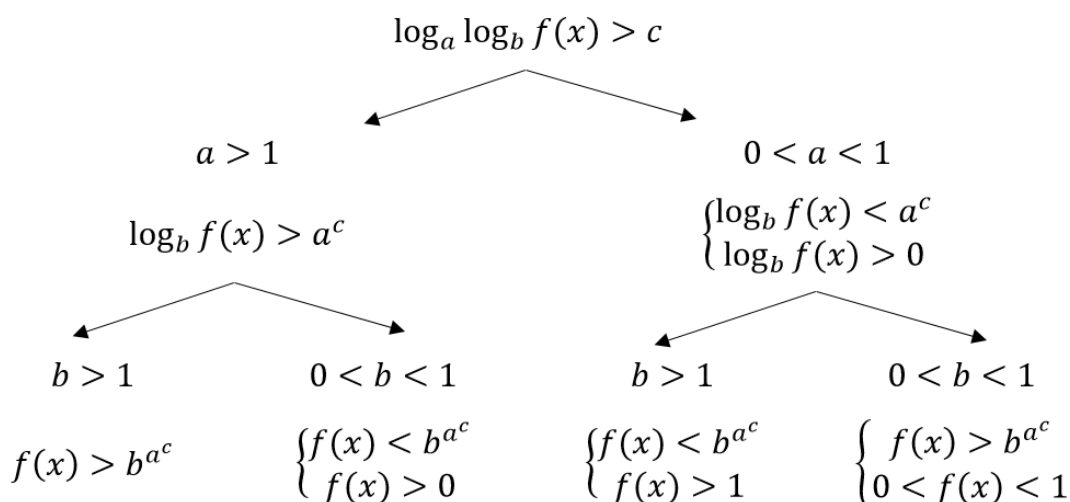 log_a log_b f(x) > c
a > 1 0 < a < 1
log_b f(x) > a^c
{log_b f(x) < a^c
log_b f(x) > 0
b > 1 0 < b < 1 b > 1 0 < b < 1
f(x) > b^{a^c}
{f(x) < b^{a^c}
f(x) > 0
{f(x) < b^{a^c}
f(x) > 1
{f(x) > b^{a^c}
0 < f(x) < 1